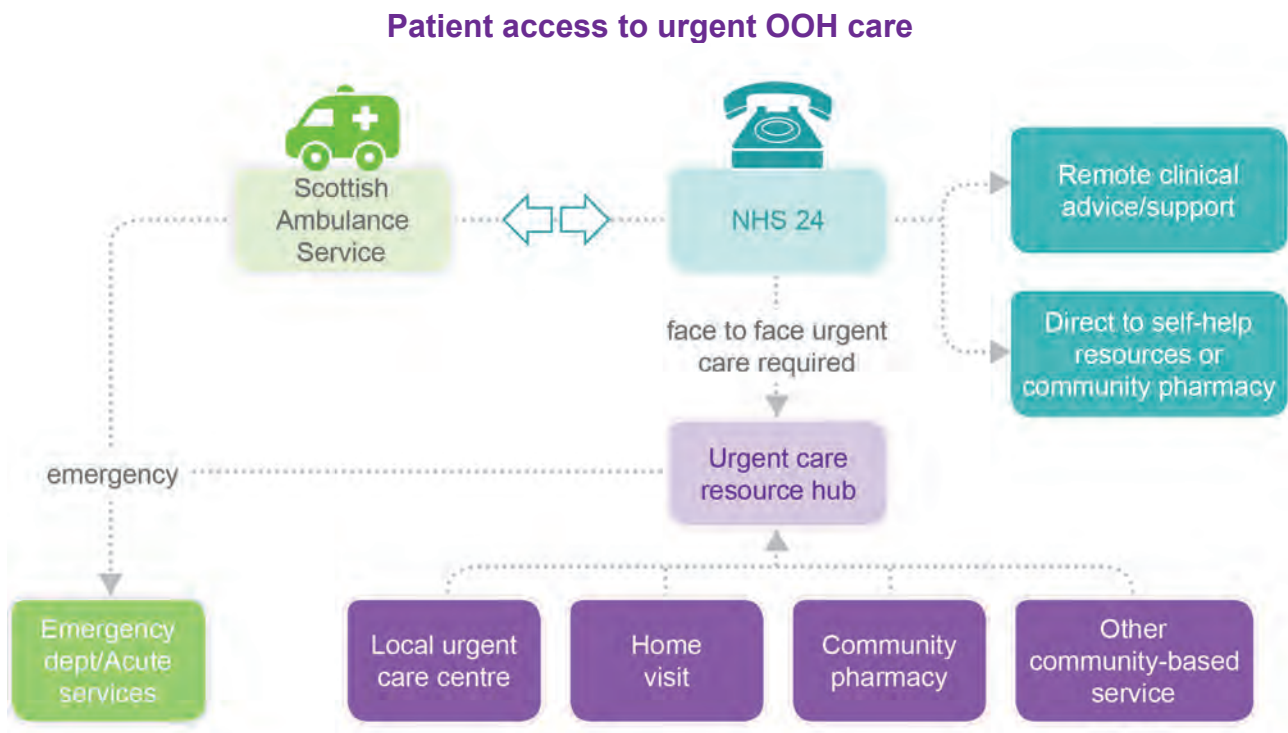 Patient access to urgent OOH care
Scottish
Ambulance
Service
NHS 24
Remote clinical
advice/support
Direct to self-help
resources or
community pharmacy
face to face urgent
care required
Urgent care
resource hub
emergency
Emergency
dept/Acute
services
Local urgent
care centre
Home
visit
Community
pharmacy
Other
community-based
service